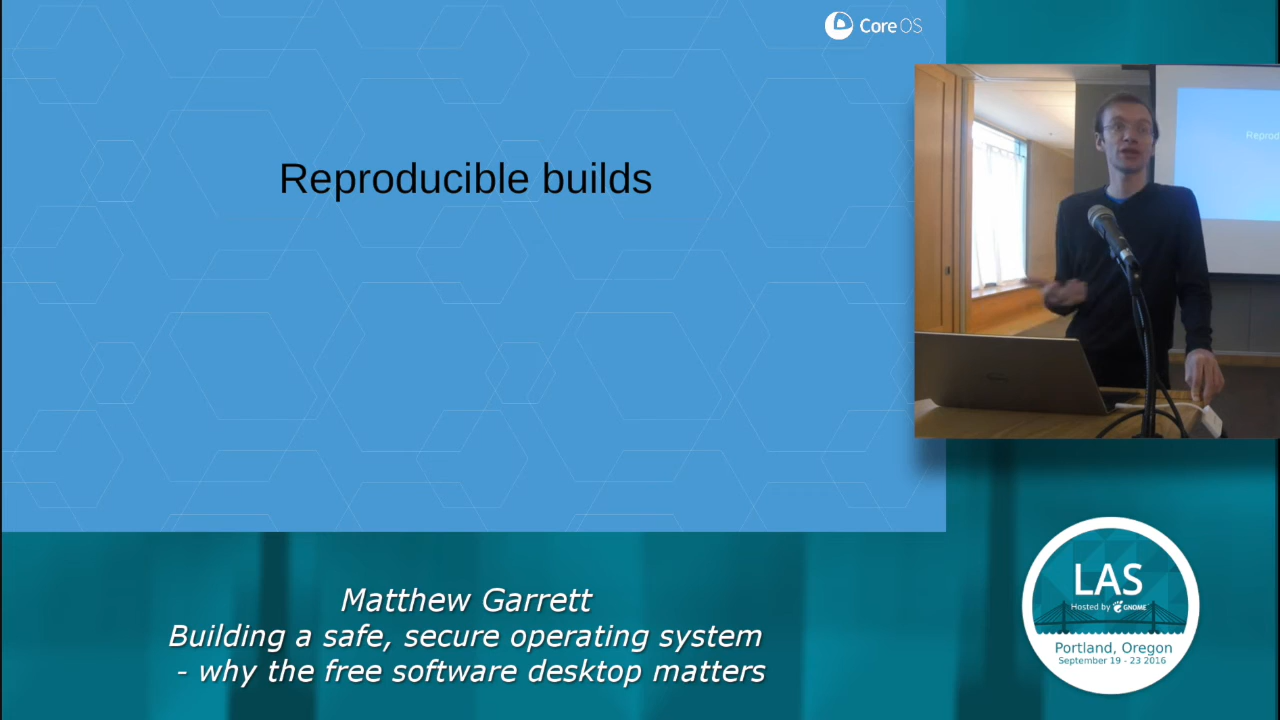 CoreOS
Reproducible builds
Reprod
Matthew Garrett
Building a safe, secure operating system
- why the free software desktop matters
LAS
Hosted by GNOME
Portland, Oregon
September 19 - 23 2016